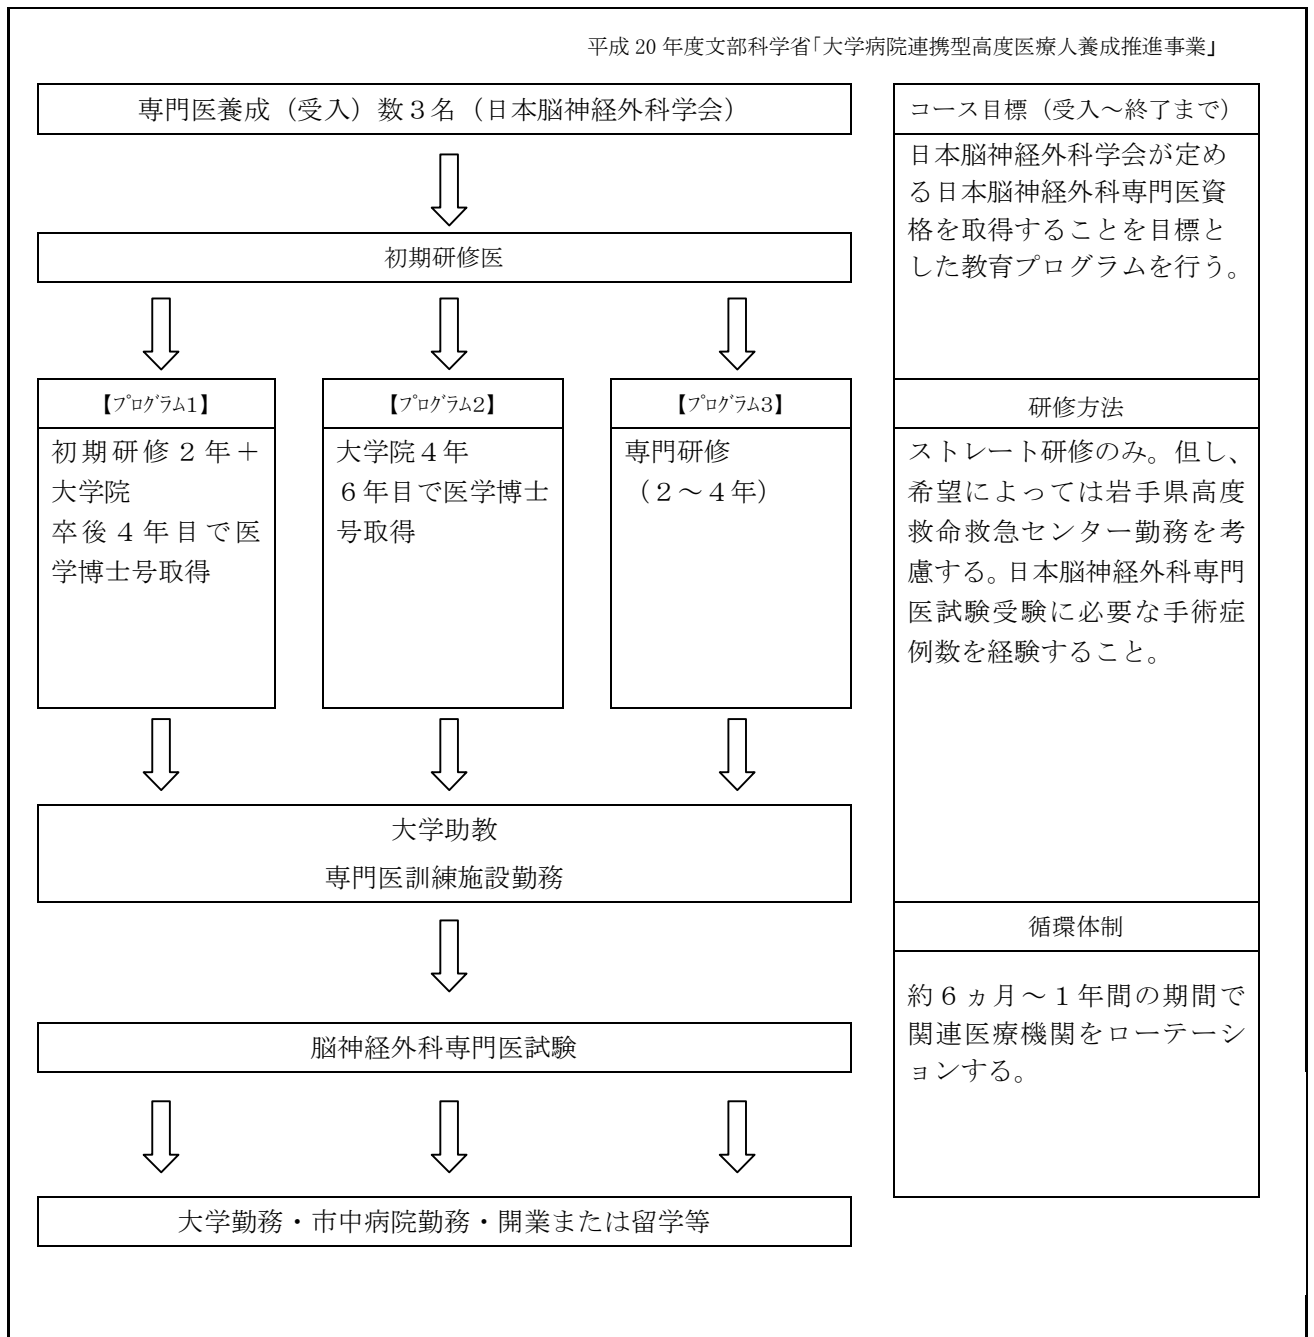 平成 20 年度文部科学省「大学病院連携型高度医療人養成推進事業」
専門医養成（受入）数３名（日本脳神経外科学会）
初期研修医
【ﾌﾟﾛｸﾞﾗﾑ1】
初期研修２年＋
大学院
卒後４年目で医
学博士号取得
【ﾌﾟﾛｸﾞﾗﾑ2】
大学院４年
６年目で医学博士
号取得
【ﾌﾟﾛｸﾞﾗﾑ3】
専門研修
（２～４年）
大学助教
専門医訓練施設勤務
脳神経外科専門医試験
大学勤務・市中病院勤務・開業または留学等
コース目標（受入～終了まで）
日本脳神経外科学会が定め
る日本脳神経外科専門医資
格を取得することを目標と
した教育プログラムを行う。
研修方法
ストレート研修のみ。但し、
希望によっては岩手県高度
救命救急センター勤務を考
慮する。日本脳神経外科専門
医試験受験に必要な手術症
例数を経験すること。
循環体制
約６ヵ月～１年間の期間で
関連医療機関をローテーシ
ョンする。